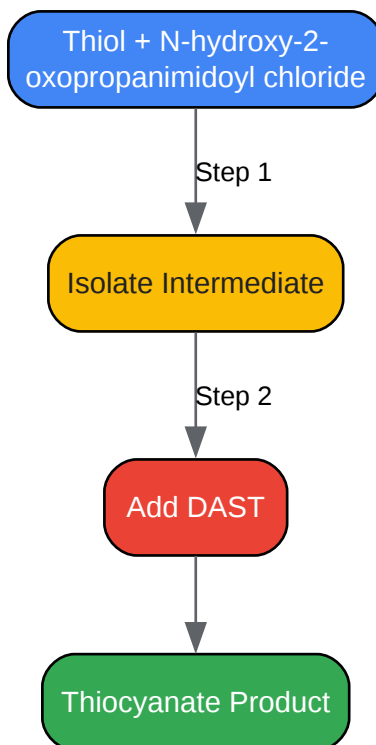 Thiol + N-hydroxy-2-
oxopropanimidoyl chloride
Step 1
Isolate Intermediate
Step 2
Add DAST
Thiocyanate Product